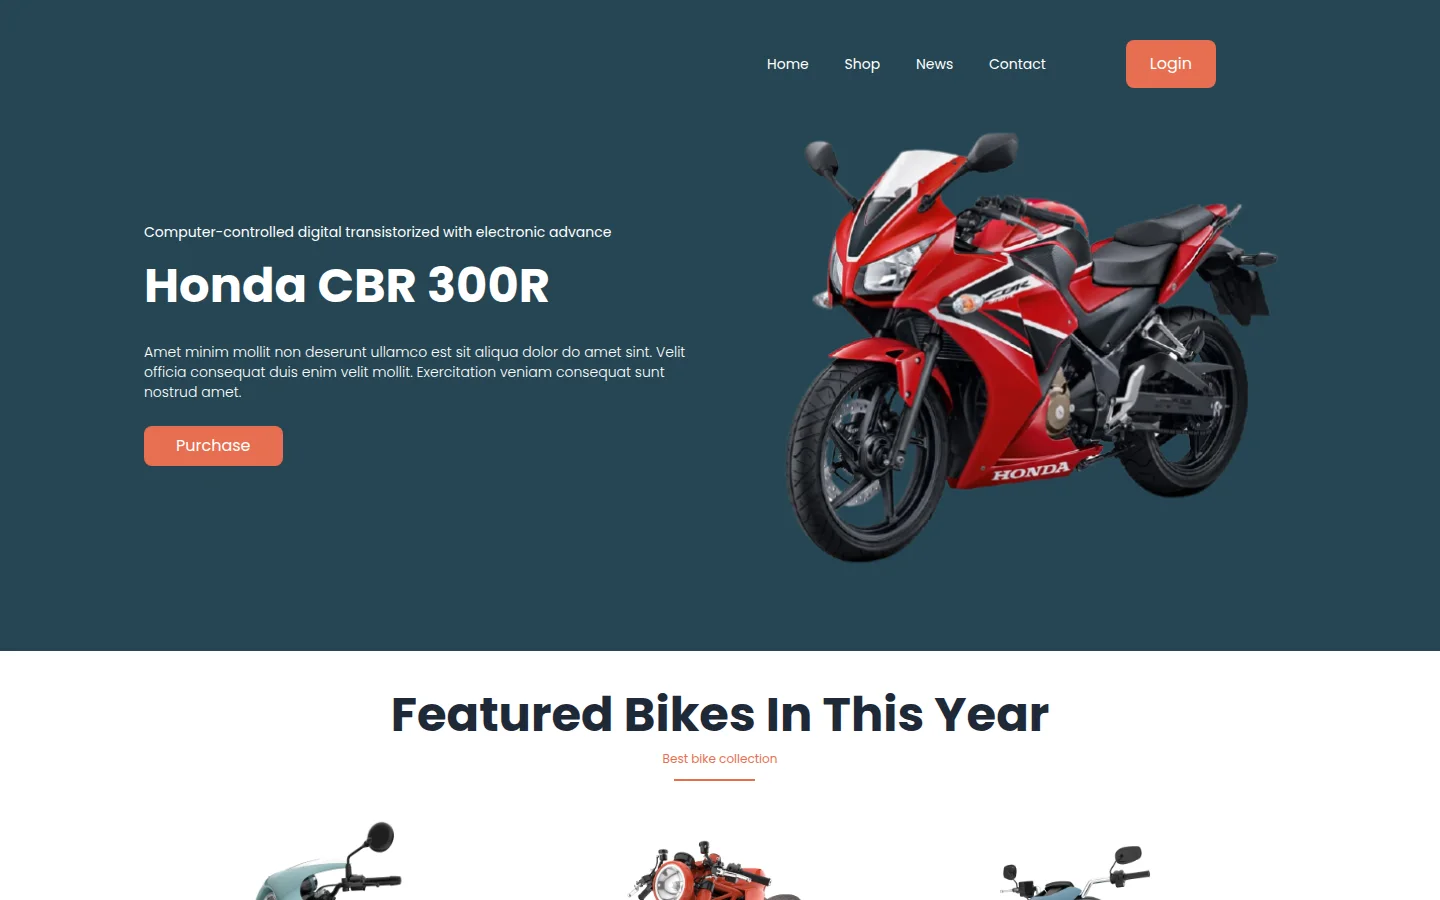 Home
Shop
News
Contact
Login
Computer-controlled digital transistorized with electronic advance
Honda CBR 300R
Amet minim mollit non deserunt ullamco est sit aliqua dolor do amet sint. Velit
officia consequat duis enim velit mollit. Exercitation veniam consequat sunt
nostrud amet.
Purchase
CBR
HONDA
Featured Bikes In This Year
Best bike collection